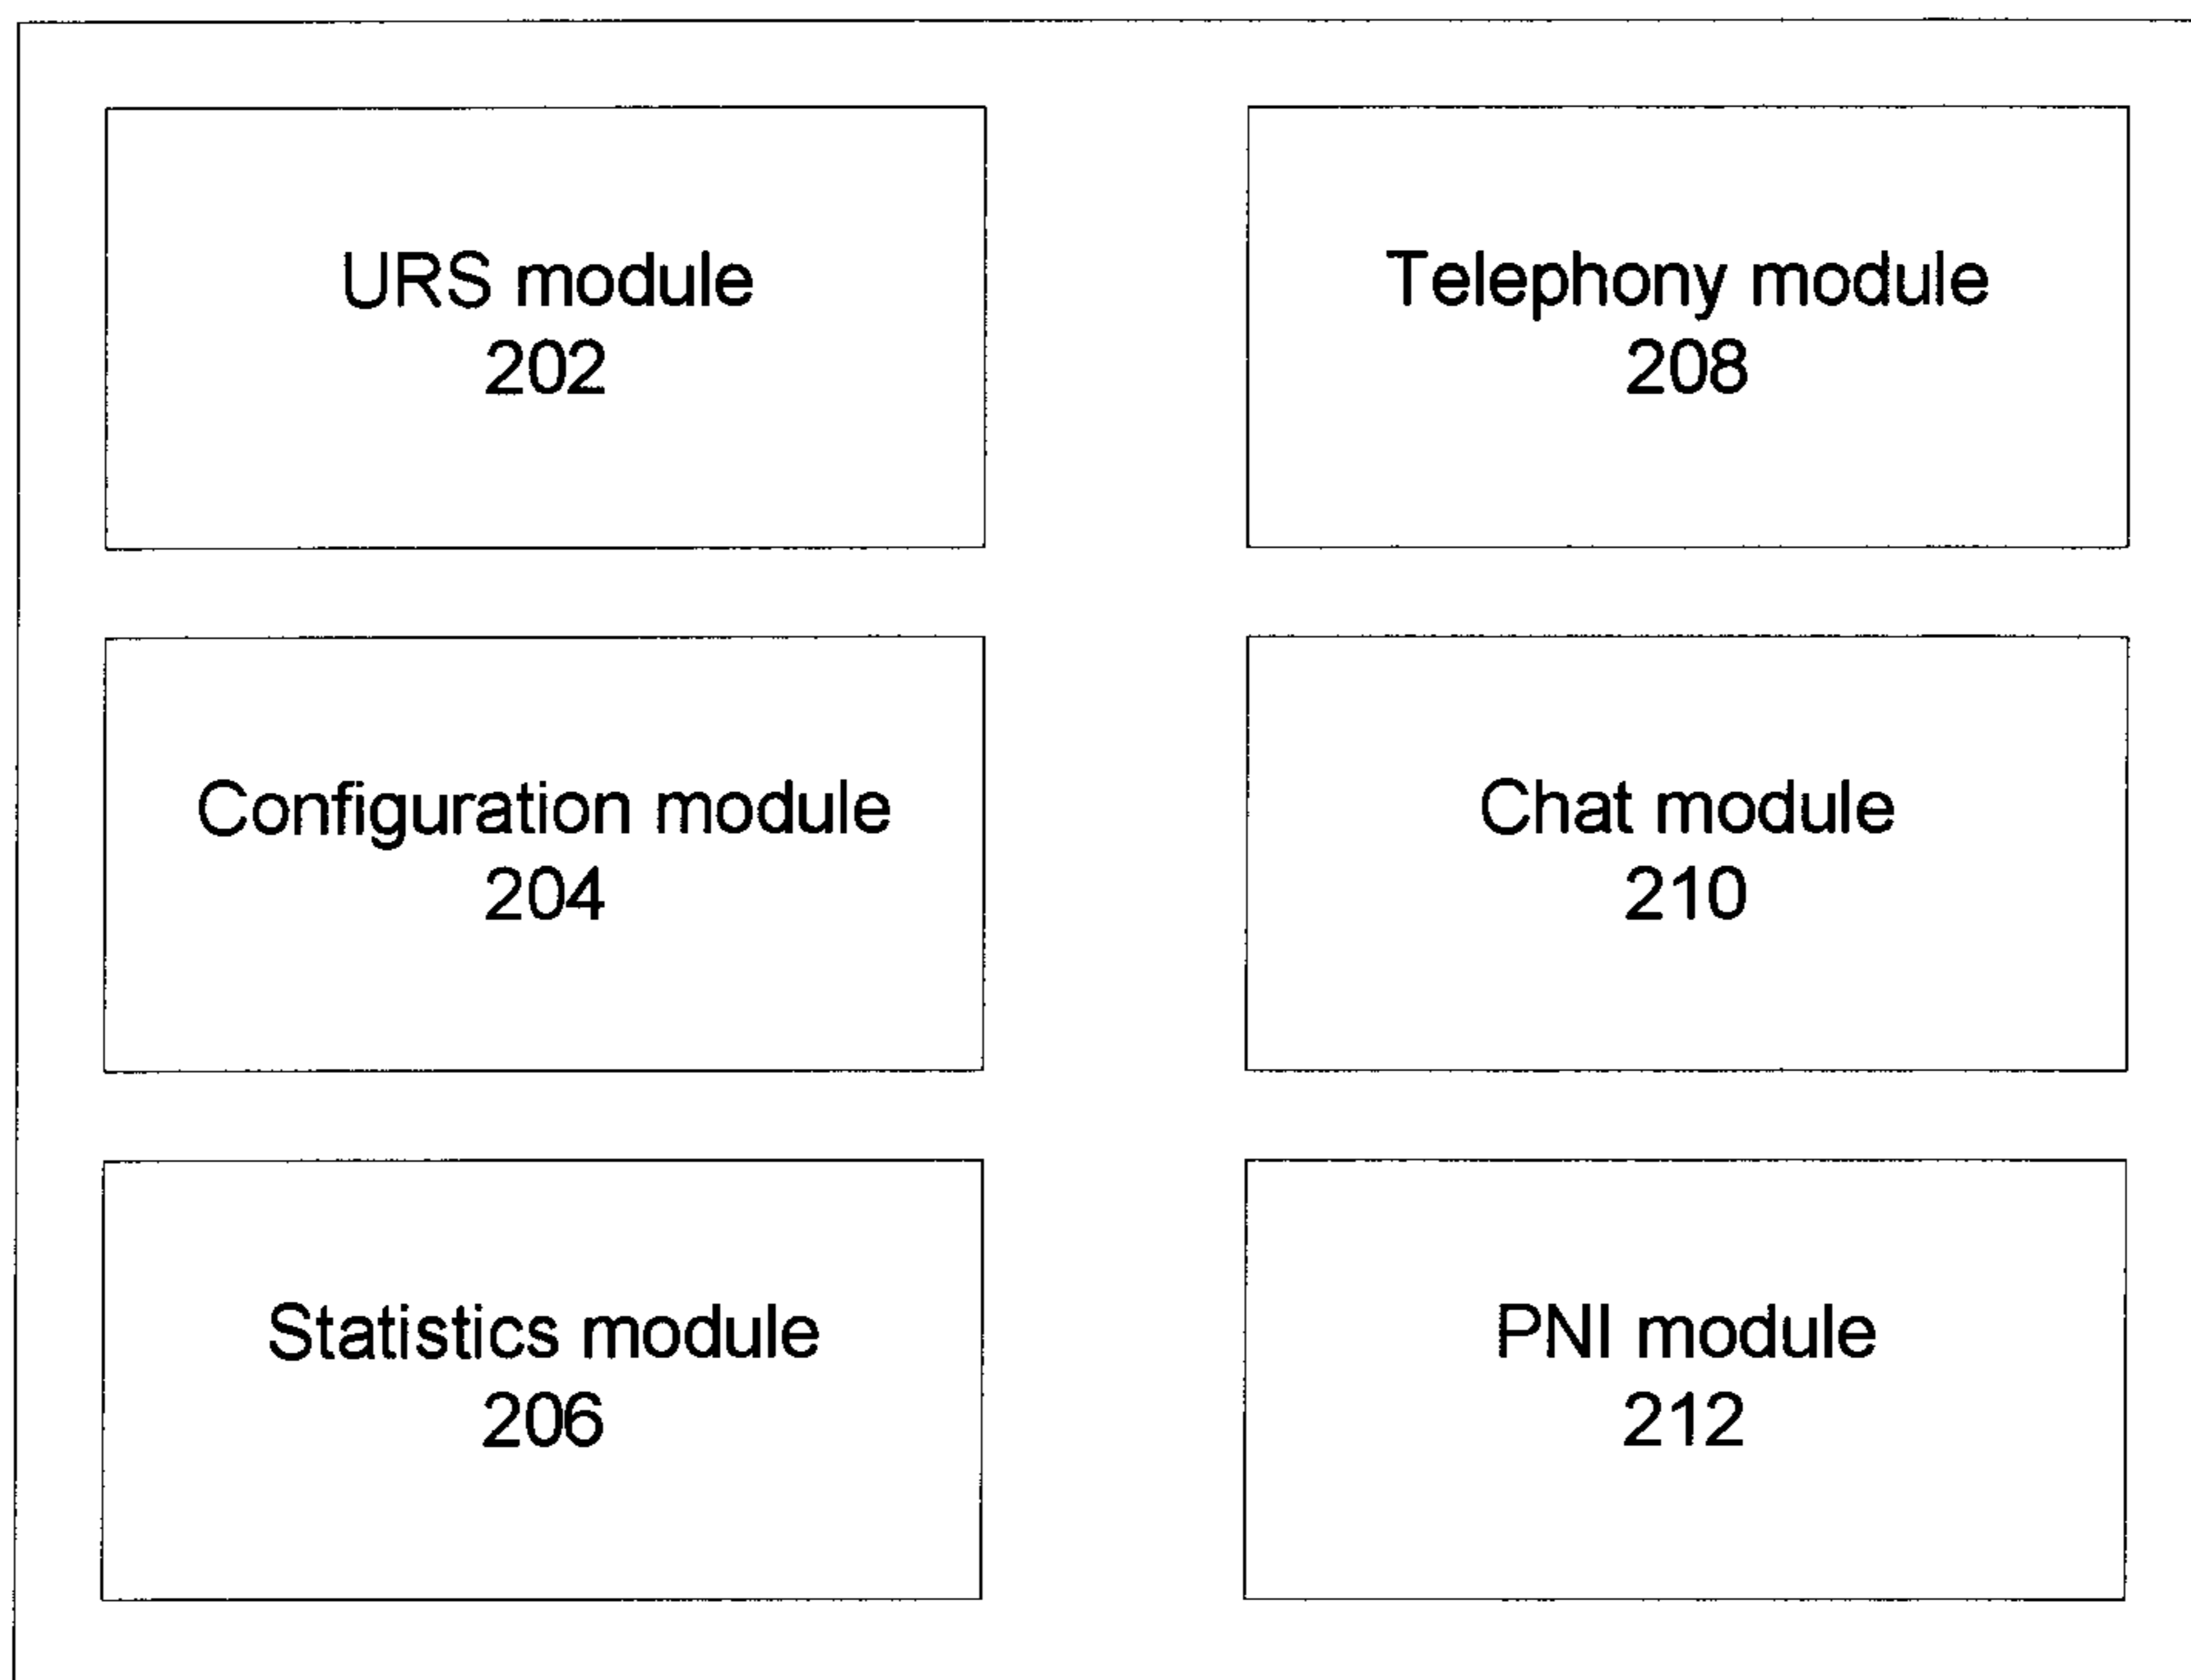 URS module
202
Telephony module
208
Configuration module
204
Chat module
210
Statistics module
206
PNI module
212